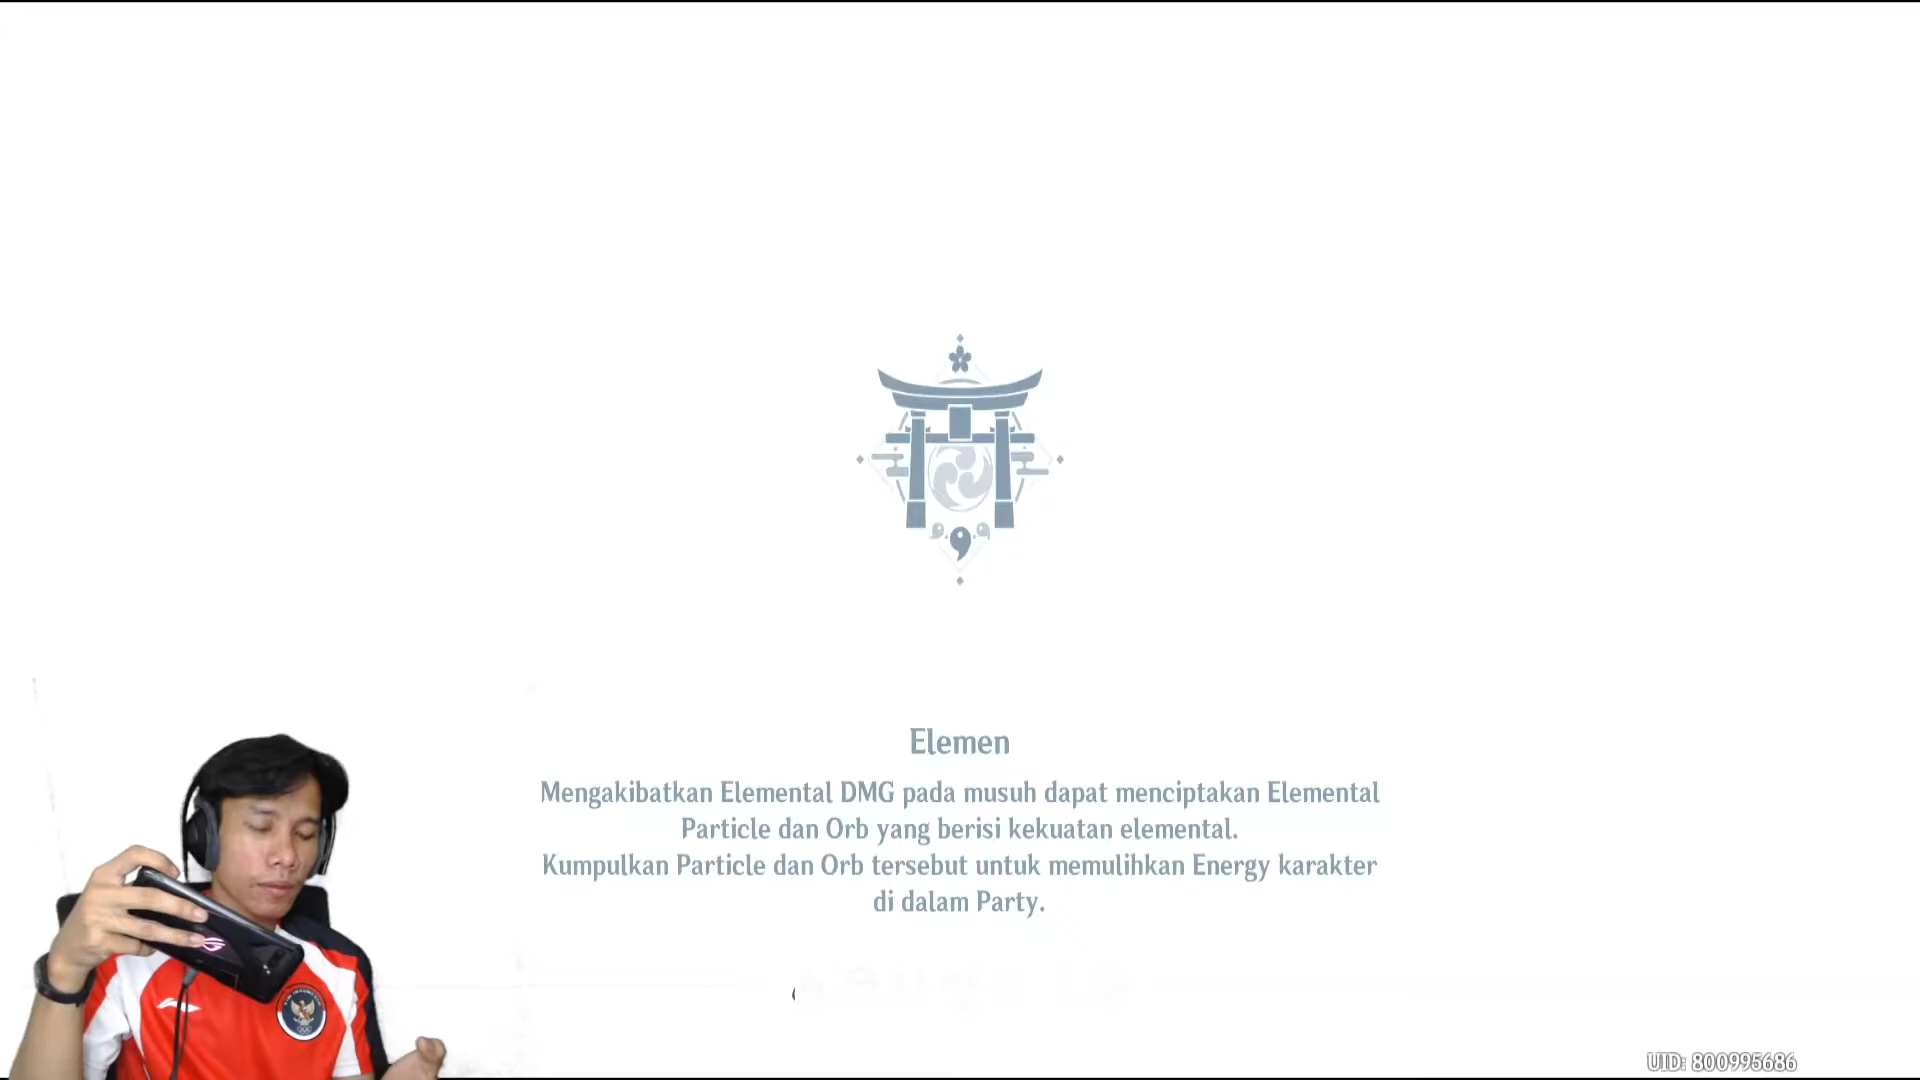 Elemen
Mengakibatkan Elemental DMG pada musuh dapat menciptakan Elemental
Particle dan Orb yang berisi kekuatan elemental.
Kumpulkan Particle dan Orb tersebut untuk memulihkan Energy karakter
di dalam Party.
UID: 800995686